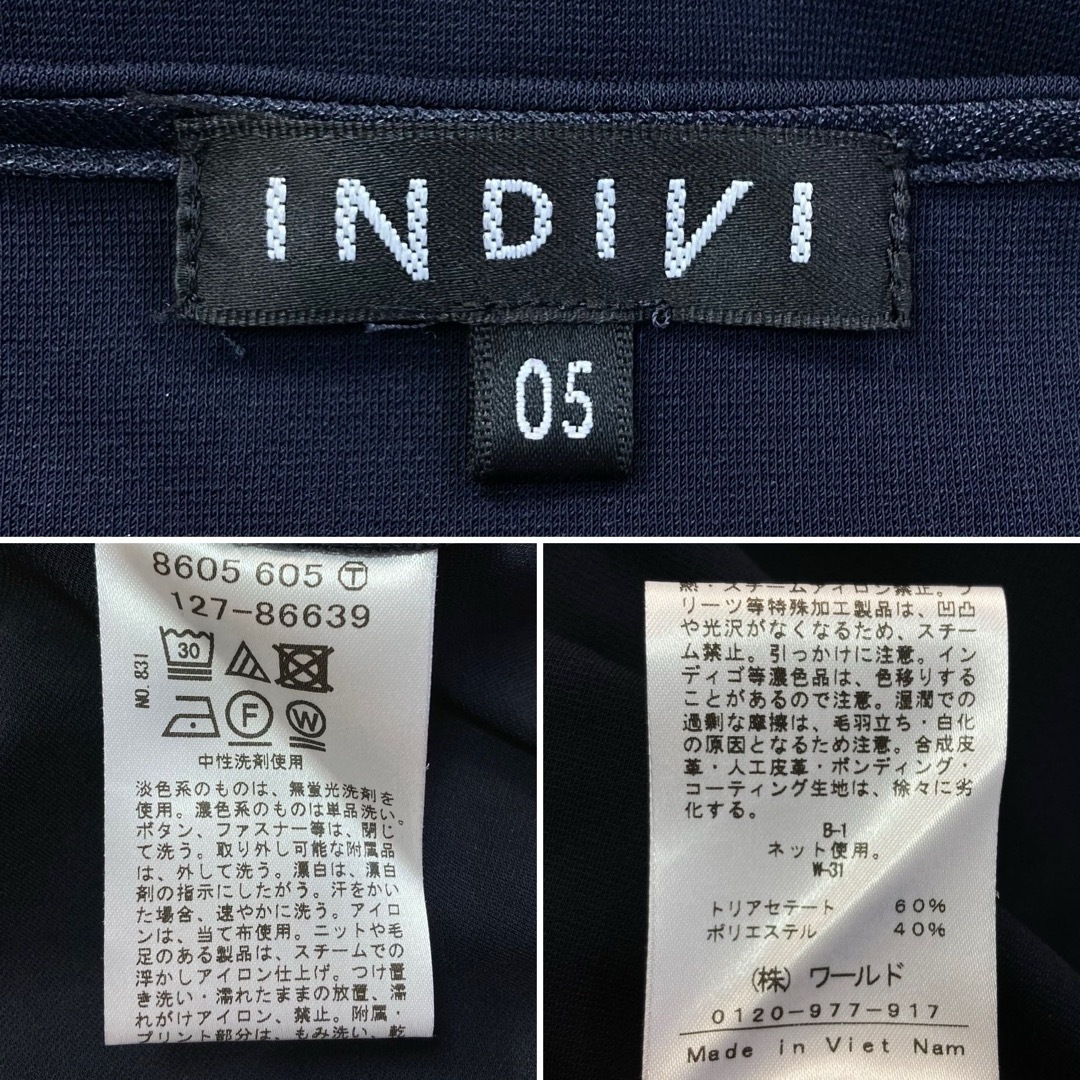 INDIVI
05
8605 605 Ⓣ
127-86639
NO. 831
30
F
W
中性洗剤使用
淡色系のものは、無蛍光洗剤を
使用。濃色系のものは単品洗い。
ボタン、ファスナー等は、閉じ
て洗う。取り外し可能な附属品
は、外して洗う。漂白は、漂白
剤の指示にしたがう。汗をかい
た場合、速やかに洗う。アイロ
ンは、当て布使用。ニットや毛
足のある製品は、スチームでの
浮かしアイロン仕上げ。つけ置
き洗い・濡れたままの放置、濡
れがけアイロン、禁止。附属・
プリント部分は、もみ洗い、乾
熱・スチームアイロン禁止。プ
リーツ等特殊加工製品は、凹凸
や光沢がなくなるため、スチー
ム禁止。引っかけに注意。イン
ディゴ等濃色品は、色移りする
ことがあるので注意。湿潤での
過剰な摩擦は、毛羽立ち・白化
の原因となるため注意。合成皮
革・人工皮革・ボンディング・
コーティング生地は、徐々に劣
化する。
B-1
ネット使用。
W-31
トリアセテート 60%
ポリエステル 40%
(株) ワールド
0120-977-917
Made in Viet Nam